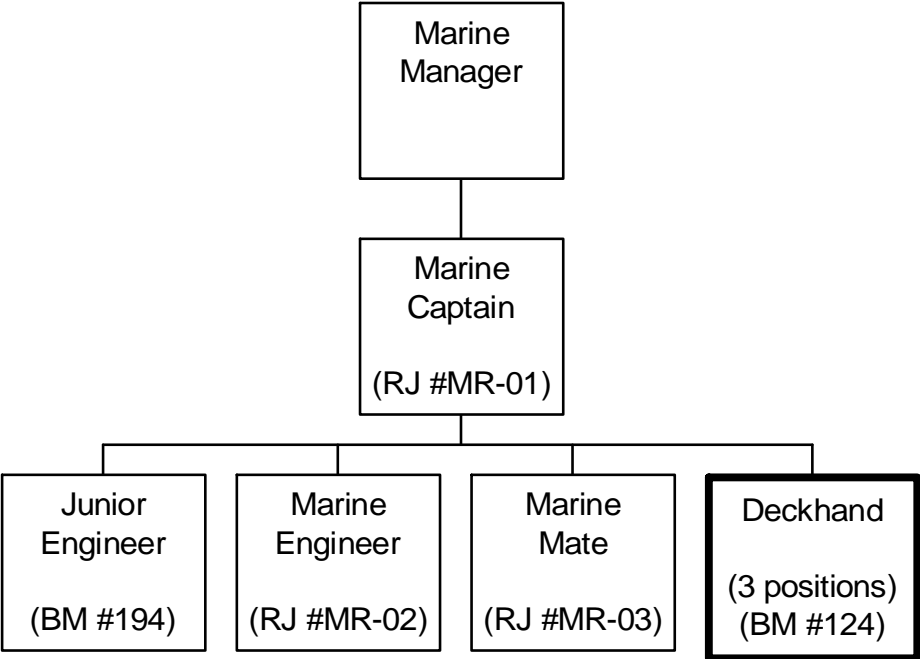 Marine
Manager
Marine
Captain
(RJ #MR-01)
Junior
Engineer
(BM #194)
Marine
Engineer
(RJ #MR-02)
Marine
Mate
(RJ #MR-03)
Deckhand
(3 positions)
(BM #124)